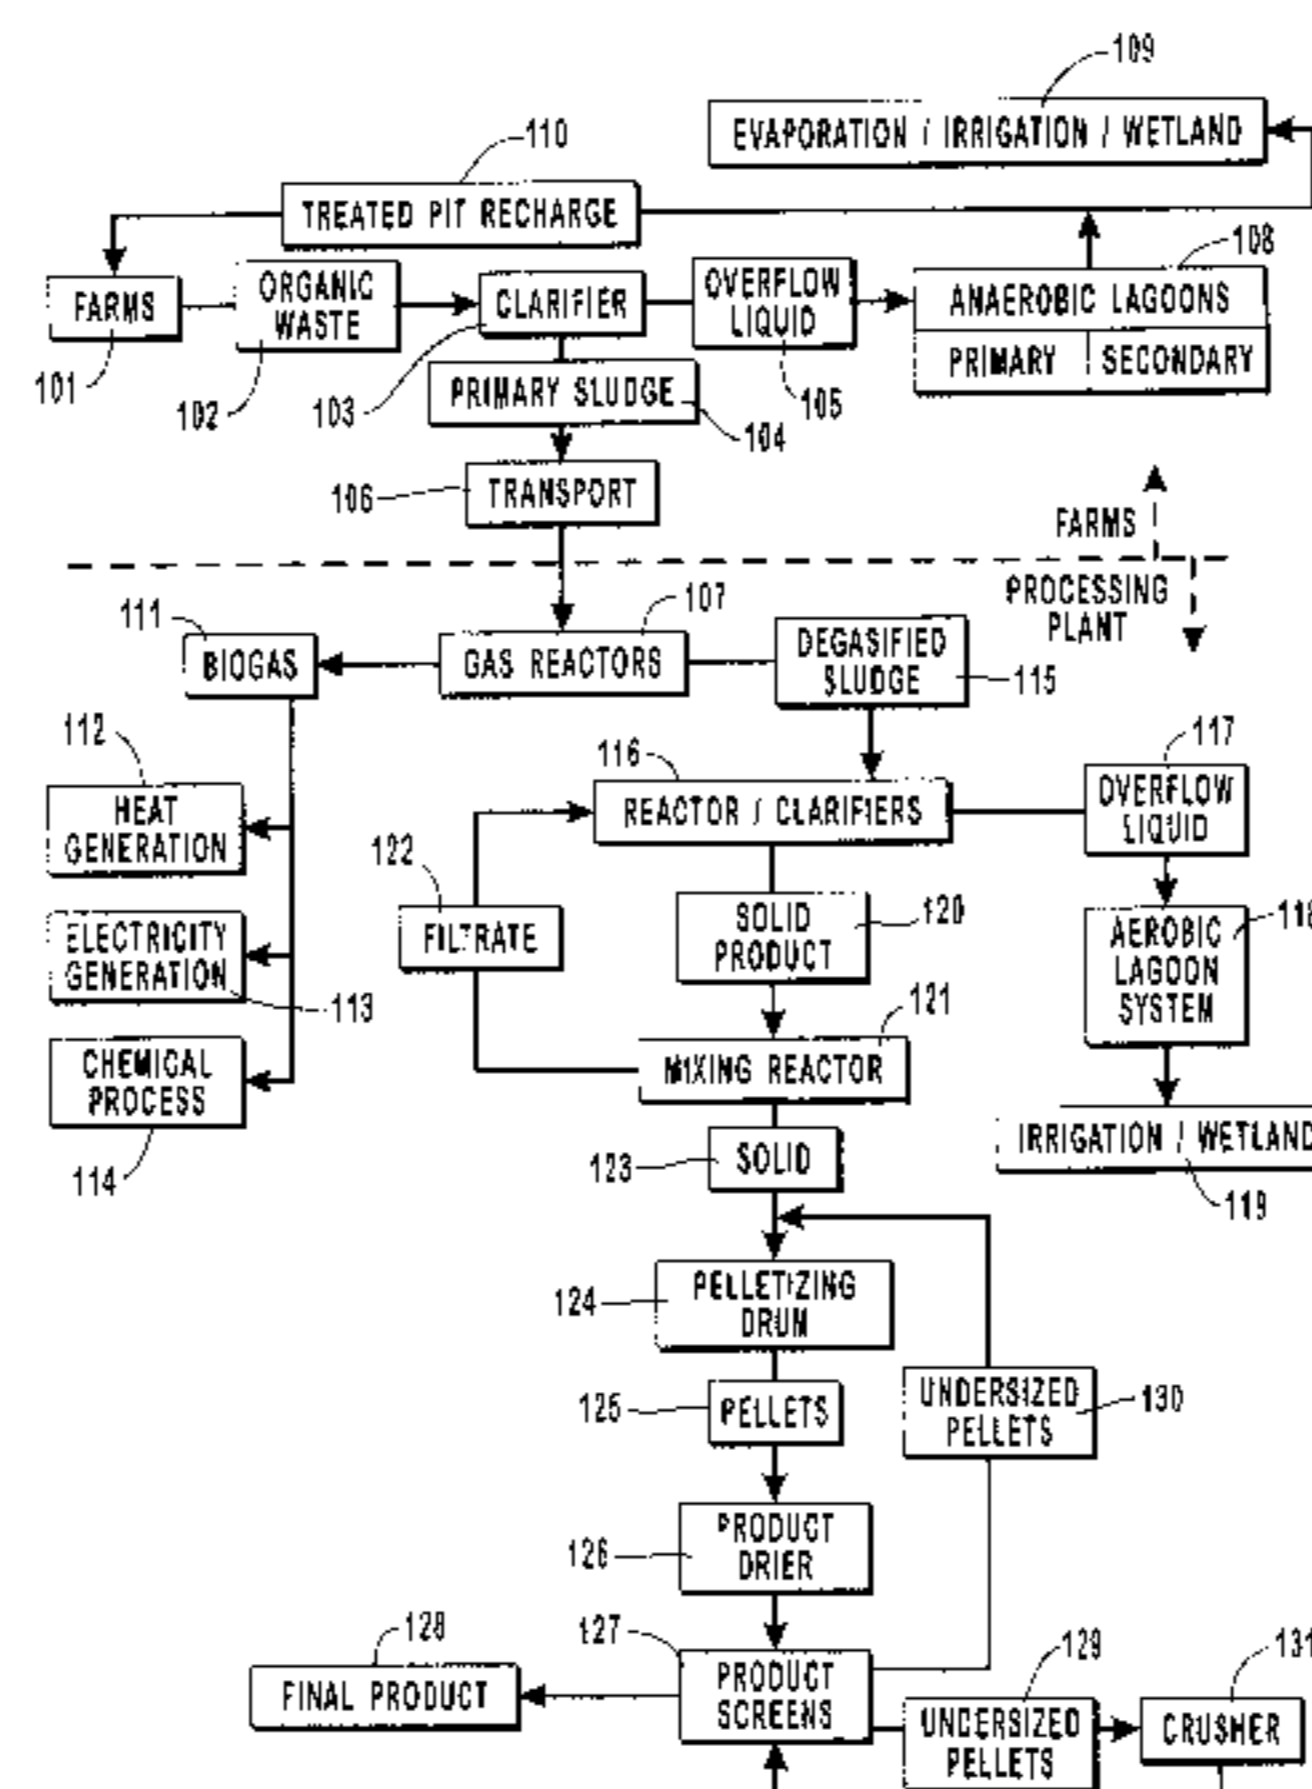 109
EVAPORATION / IRRIGATION / WETLAND
110
TREATED PIT RECHARGE
108
FARMS
ORGANIC
WASTE
CLARIFIER
OVERFLOW
LIQUID
ANAEROBIC LAGOONS
PRIMARY
SECONDARY
101
102
103
PRIMARY SLUDGE
104
105
106
TRANSPORT
FARMS
PROCESSING
PLANT
107
111
BIOGAS
GAS REACTORS
DEGASIFIED
SLUDGE
115
112
116
117
HEAT
GENERATION
REACTOR / CLARIFIERS
OVERFLOW
LIQUID
122
FILTRATE
SOLID
PRODUCT
120
118
ELECTRICITY
GENERATION
113
AEROBIC
LAGOON
SYSTEM
121
CHEMICAL
PROCESS
MIXING REACTOR
114
123
SOLID
IRRIGATION / WETLAND
119
124
PELLETIZING
DRUM
125
PELLETS
UNDERSIZED
PELLETS
130
126
PRODUCT
DRIER
128
127
129
131
FINAL PRODUCT
PRODUCT
SCREENS
UNDERSIZED
PELLETS
CRUSHER